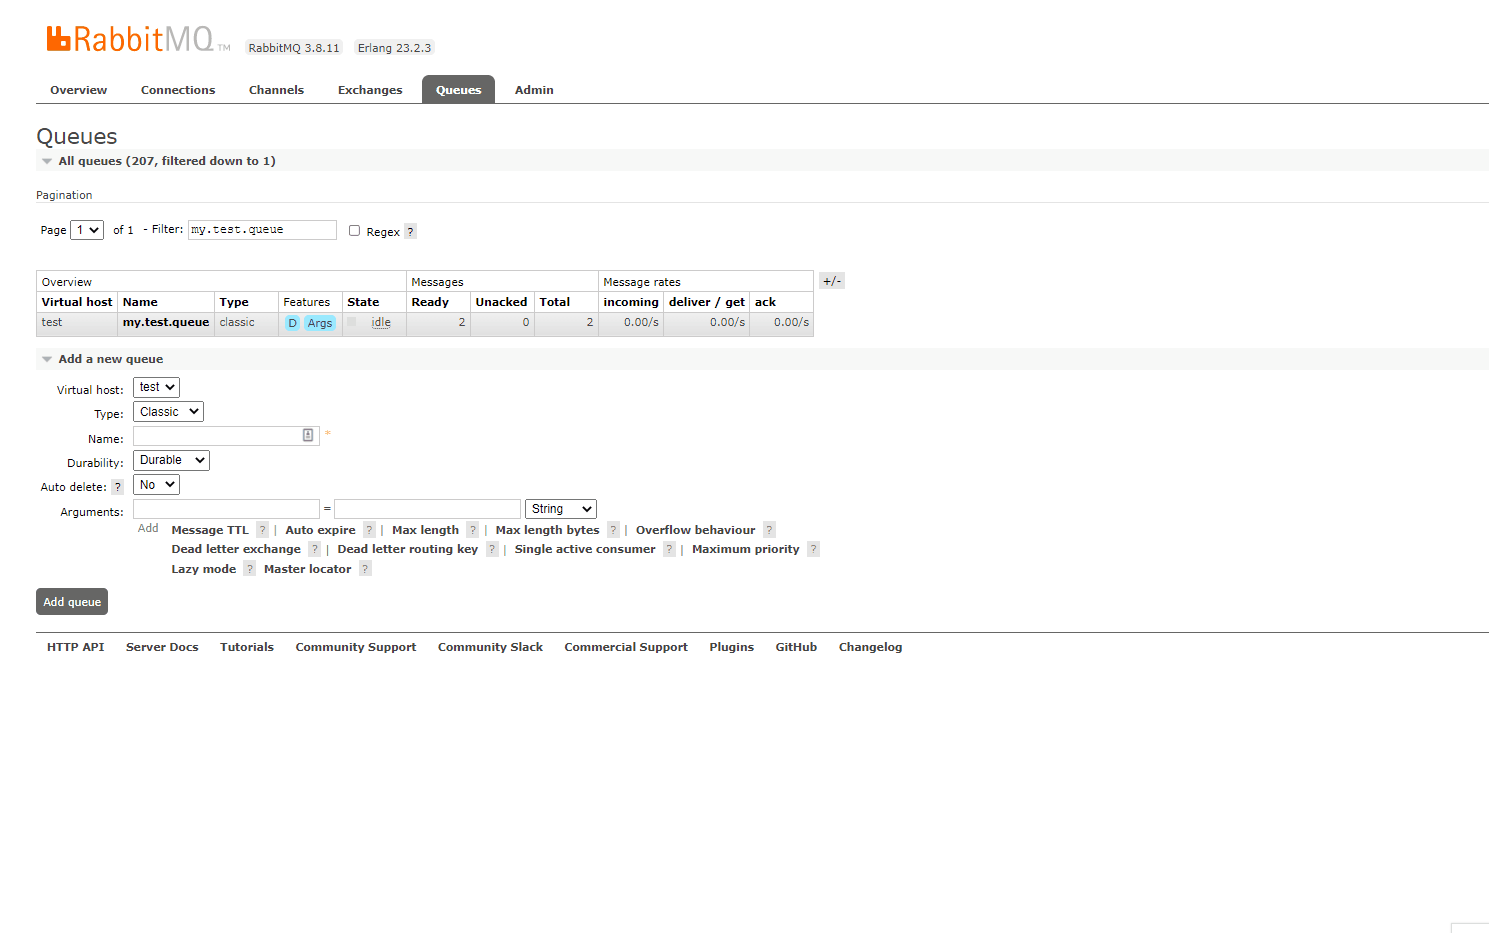 RabbitMQ TM RabbitMQ 3.8.11 Erlang 23.2.3
Overview Connections Channels Exchanges Queues Admin
Queues
All queues (207, filtered down to 1)
Pagination
Page 1 of 1 - Filter: my.test.queue Regex ?
Overview Messages Message rates +/-
Virtual host Name Type Features State Ready Unacked Total incoming deliver / get ack
test my.test.queue classic D Args idle 2 0 2 0.00/s 0.00/s 0.00/s
Add a new queue
Virtual host: test
Type: Classic
Name: *
Durability: Durable
Auto delete: ? No
Arguments: = String
Add Message TTL ? | Auto expire ? | Max length ? | Max length bytes ? | Overflow behaviour ?
Dead letter exchange ? | Dead letter routing key ? | Single active consumer ? | Maximum priority ?
Lazy mode ? Master locator ?
Add queue
HTTP API Server Docs Tutorials Community Support Community Slack Commercial Support Plugins GitHub Changelog